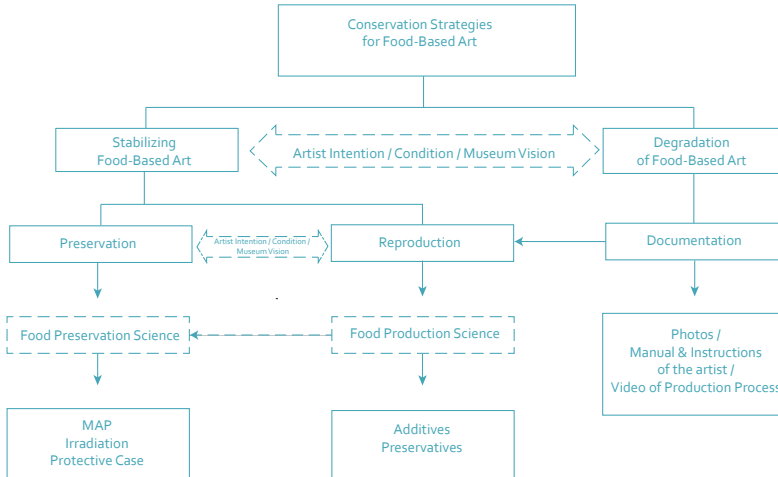 Conservation Strategies
for Food-Based Art
Stabilizing
Food-Based Art
Artist Intention / Condition / Museum Vision
Degradation
of Food-Based Art
Preservation
Artist Intention / Condition /
Museum Vision
Reproduction
Documentation
Food Preservation Science
Food Production Science
Photos /
Manual & Instructions
of the artist /
Video of Production Process
MAP
Irradiation
Protective Case
Additives
Preservatives